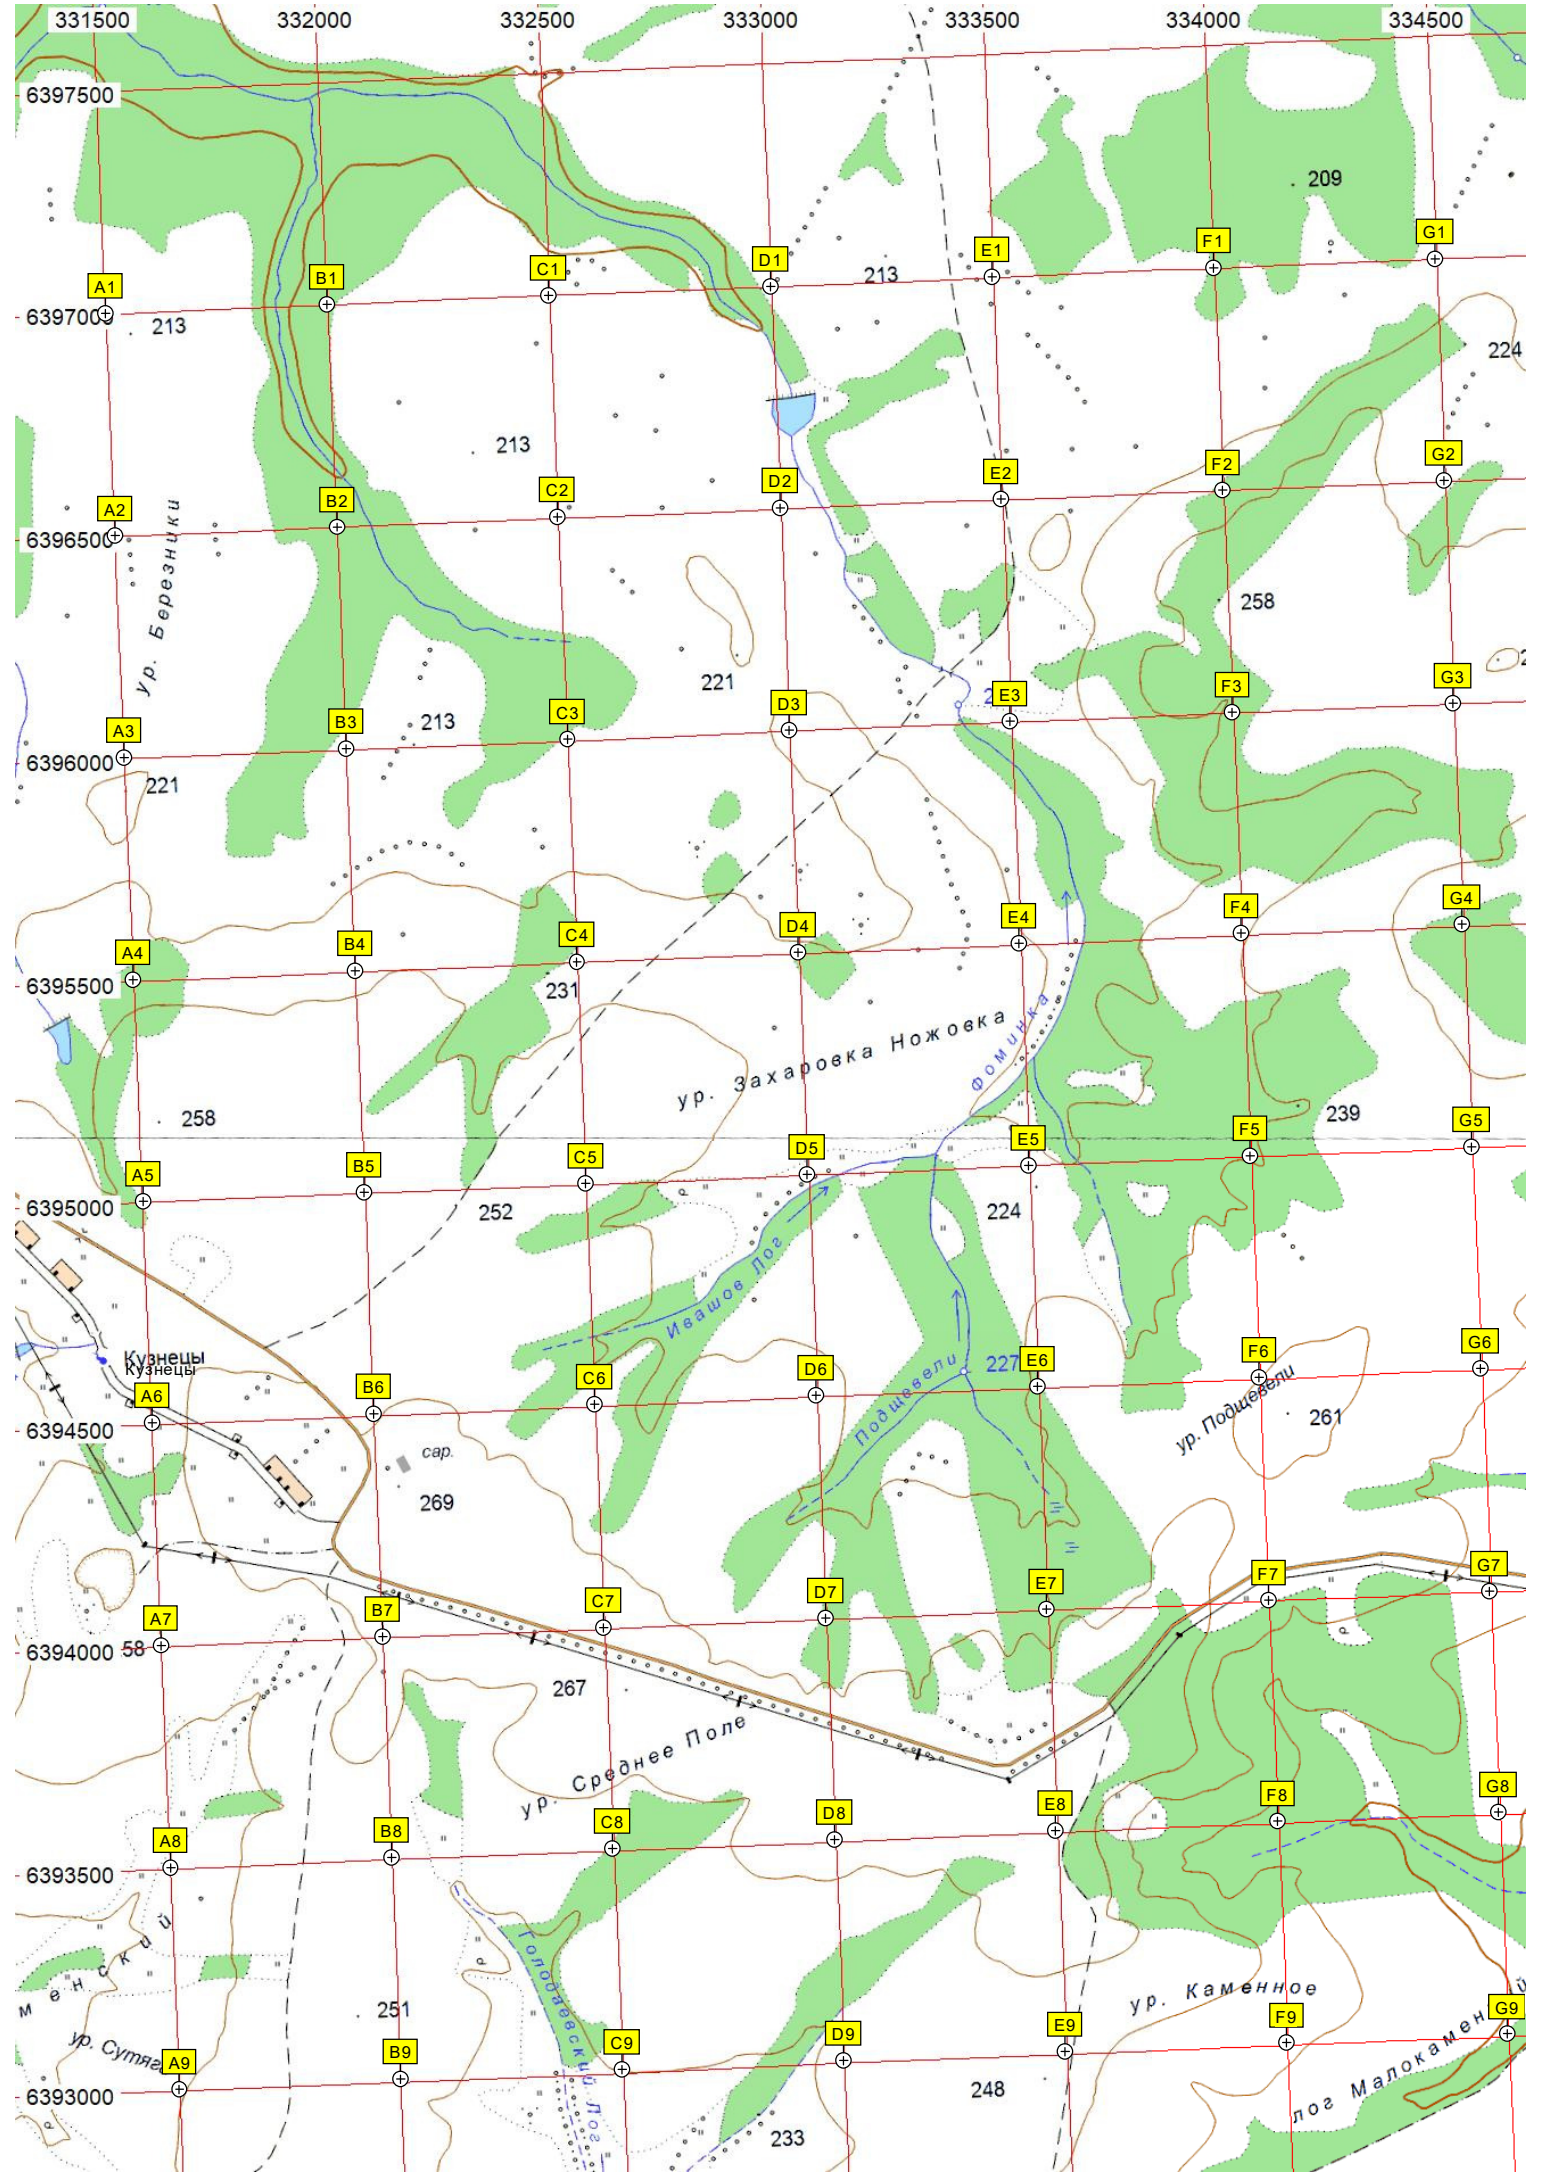 331500 332000 332500 333000 333500 334000 334500
6397500
209
A1 B1 C1 D1 E1 F1 G1
213
6397000
213
224
213
A2 B2 C2 D2 E2 F2 G2
6396500
ур. Березники
258
221
A3 B3 C3 D3 E3 F3 G3
213
6396000
221
A4 B4 C4 D4 E4 F4 G4
6395500
231
ур. Захаровка Ножовка
Фоминка
258
239
A5 B5 C5 D5 E5 F5 G5
6395000
252
224
Ивашов Лог
Кузнецы
Кузнецы
227
A6 B6 C6 D6 E6 F6 G6
Подщевели
ур. Подщевели
261
6394500
сар.
269
A7 B7 C7 D7 E7 F7 G7
6394000
58
267
ур. Среднее Поле
A8 B8 C8 D8 E8 F8 G8
6393500
менский
Голодаевский Лог
ур. Каменное
251
ур. Сутяга
A9 B9 C9 D9 E9 F9 G9
6393000
248
лог Малокаменный
233